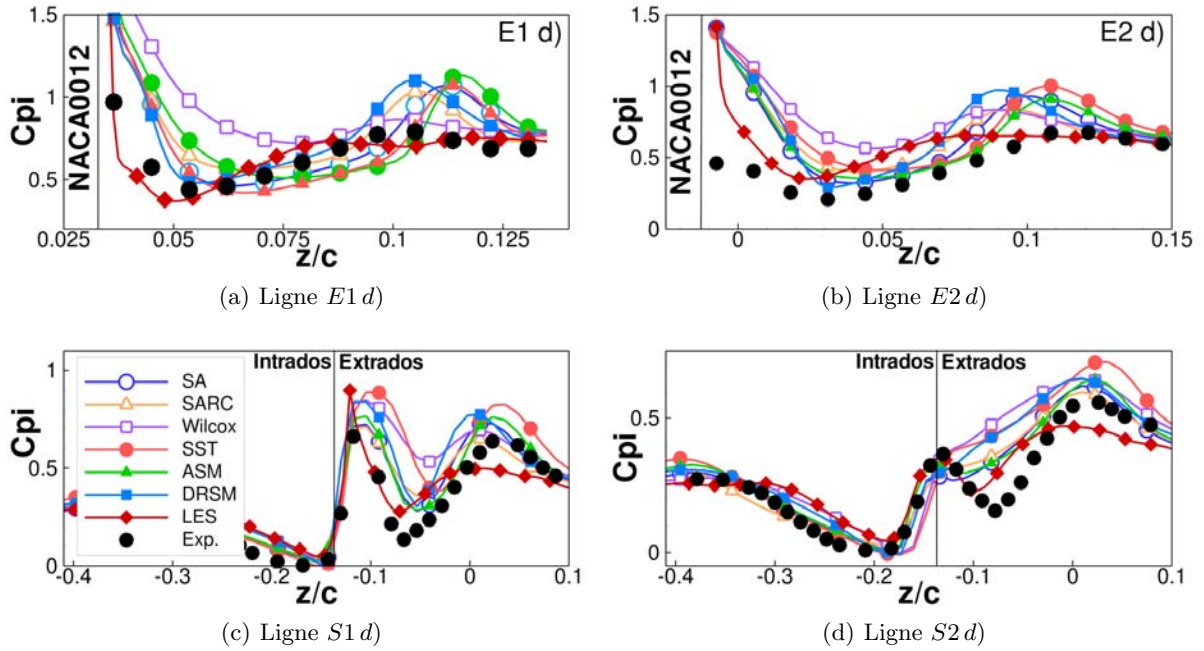 1.5
1
0.5
Cpi
NACA0012
E1 d)
0.025
0.05
0.075
0.1
0.125
z/c
(a) Ligne E1 d)
1.5
1
0.5
0
Cpi
NACA0012
E2 d)
0
0.05
0.1
0.15
z/c
(b) Ligne E2 d)
1
0.5
0
Cpi
Intrados
Extrados
SA
SARC
Wilcox
SST
ASM
DRSM
LES
Exp.
-0.4
-0.3
-0.2
-0.1
0
0.1
z/c
(c) Ligne S1 d)
0.5
0
Cpi
Intrados
Extrados
-0.4
-0.3
-0.2
-0.1
0
0.1
z/c
(d) Ligne S2 d)